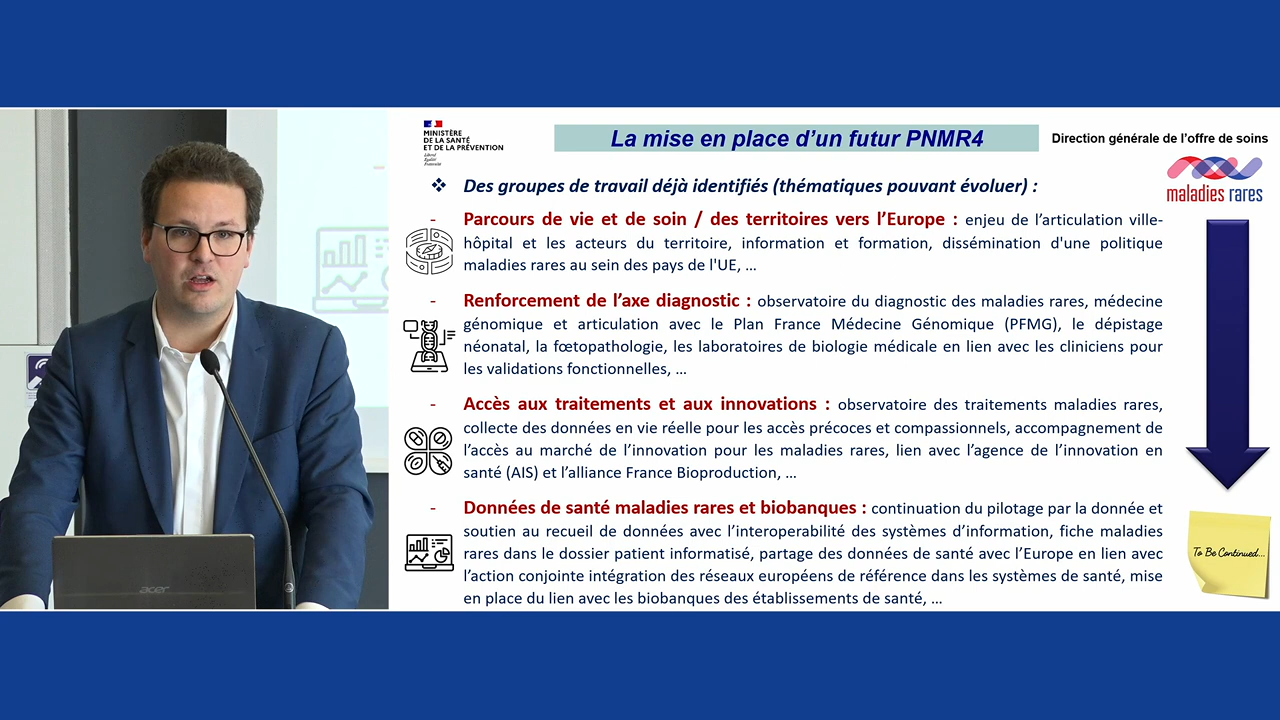 MINISTÈRE
DE LA SANTÉ
ET DE LA PRÉVENTION
Liberté
Égalité
Fraternité
La mise en place d’un futur PNMR4
Direction générale de l’offre de soins
maladies rares
❖ Des groupes de travail déjà identifiés (thématiques pouvant évoluer) :
- Parcours de vie et de soin / des territoires vers l’Europe : enjeu de l’articulation ville-
hôpital et les acteurs du territoire, information et formation, dissémination d'une politique
maladies rares au sein des pays de l'UE, …
- Renforcement de l’axe diagnostic : observatoire du diagnostic des maladies rares, médecine
génomique et articulation avec le Plan France Médecine Génomique (PFMG), le dépistage
néonatal, la fœtopathologie, les laboratoires de biologie médicale en lien avec les cliniciens pour
les validations fonctionnelles, …
- Accès aux traitements et aux innovations : observatoire des traitements maladies rares,
collecte des données en vie réelle pour les accès précoces et compassionnels, accompagnement de
l’accès au marché de l’innovation pour les maladies rares, lien avec l’agence de l’innovation en
santé (AIS) et l’alliance France Bioproduction, …
- Données de santé maladies rares et biobanques : continuation du pilotage par la donnée et
soutien au recueil de données avec l’interoperabilité des systèmes d’information, fiche maladies
rares dans le dossier patient informatisé, partage des données de santé avec l’Europe en lien avec
l’action conjointe intégration des réseaux européens de référence dans les systèmes de santé, mise
en place du lien avec les biobanques des établissements de santé, …
To Be Continued...
acer